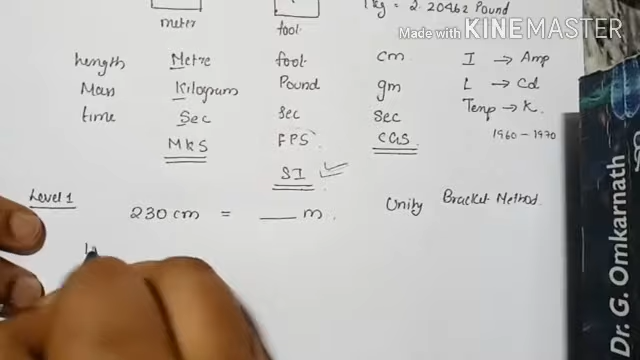 1 kg = 2.20462 Pound
Made with KINEMASTER
meter foot
Length Metre foot cm I → Amp
Mass Kilogram Pound gm L → Cd
time Sec sec sec Temp → K.
MKS FPS CGS 1960 - 1970
SI
Level 1
230 cm = ___ m. Unity Bracket Method
Dr. G. Omkarnath